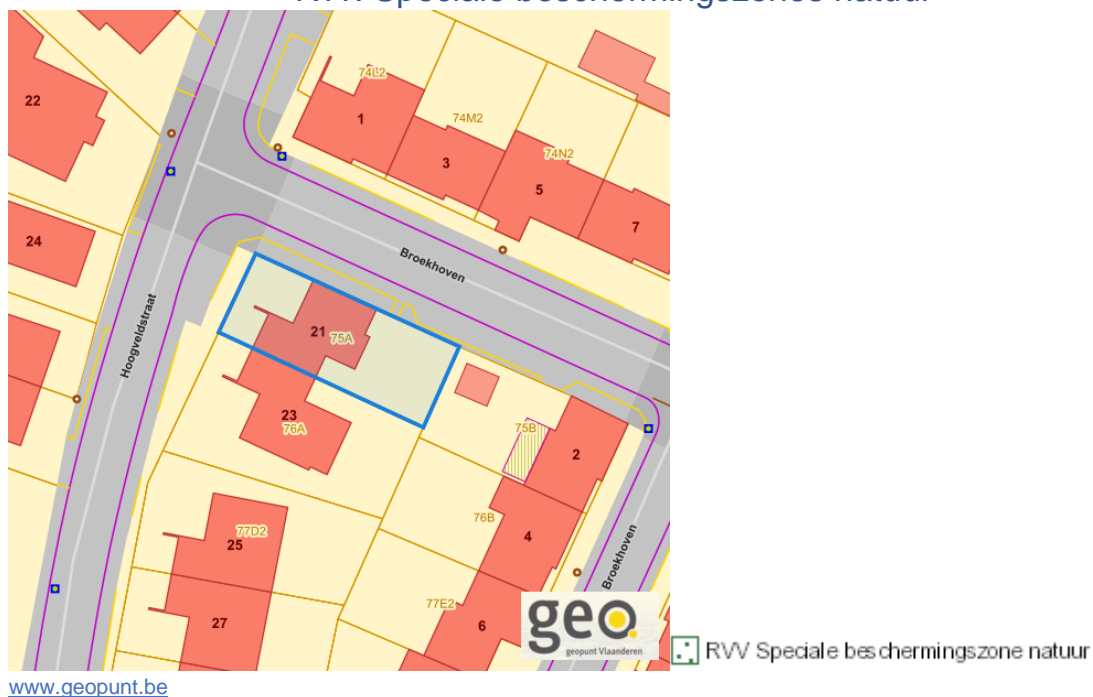 RVV Speciale beschermingszones natuur
22
1
74L2
3
74M2
5
74N2
7
24
Broekhoven
Hoogveldstraat
21
75A
23
76A
75B
2
76B
4
Broekhoven
77D2
25
27
77E2
6
geo.
geopunt Vlaanderen
RVV Speciale beschermingszone natuur
www.geopunt.be